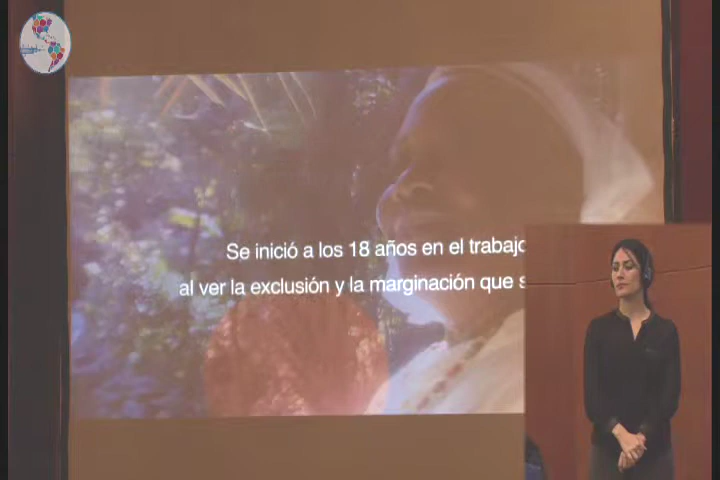 Se inició a los 18 años en el trabajo
al ver la exclusión y la marginación que s